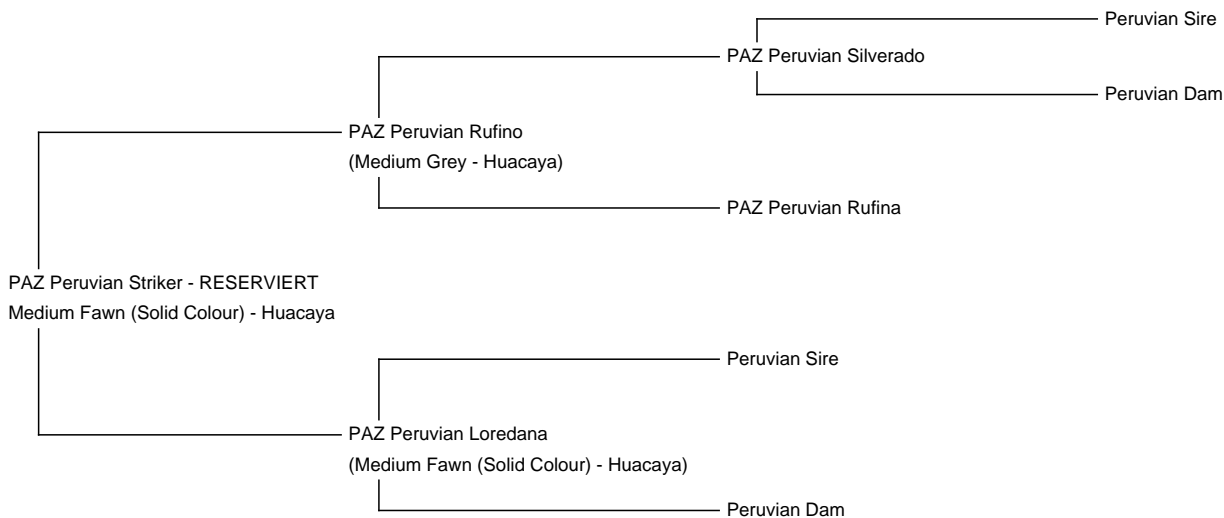 Peruvian Sire
PAZ Peruvian Silverado
Peruvian Dam
PAZ Peruvian Rufino
(Medium Grey - Huacaya)
PAZ Peruvian Rufina
PAZ Peruvian Striker - RESERVIERT
Medium Fawn (Solid Colour) - Huacaya
Peruvian Sire
PAZ Peruvian Loredana
(Medium Fawn (Solid Colour) - Huacaya)
Peruvian Dam